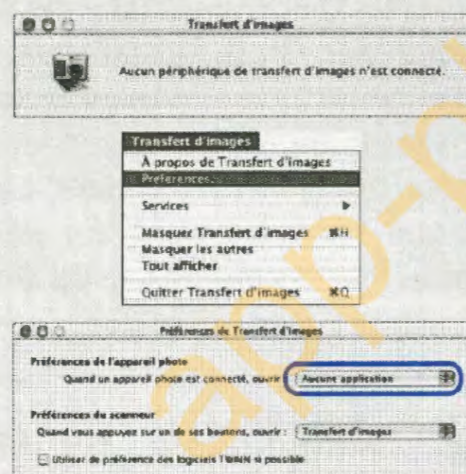 Transfert d'images
Aucun périphérique de transfert d'images n'est connecté.
Transfert d'images
À propos de Transfert d'images
Préférences...
Services
Masquer Transfert d'images ⌘H
Masquer les autres
Tout afficher
Quitter Transfert d'images ⌘Q
Préférences de Transfert d'images
Préférences de l'appareil photo
Quand un appareil photo est connecté, ouvrir : Aucune application
Préférences du scanneur
Quand vous appuyez sur un de ses boutons, ouvrir : Transfert d'images
Utiliser de préférence des logiciels TWAIN si possible